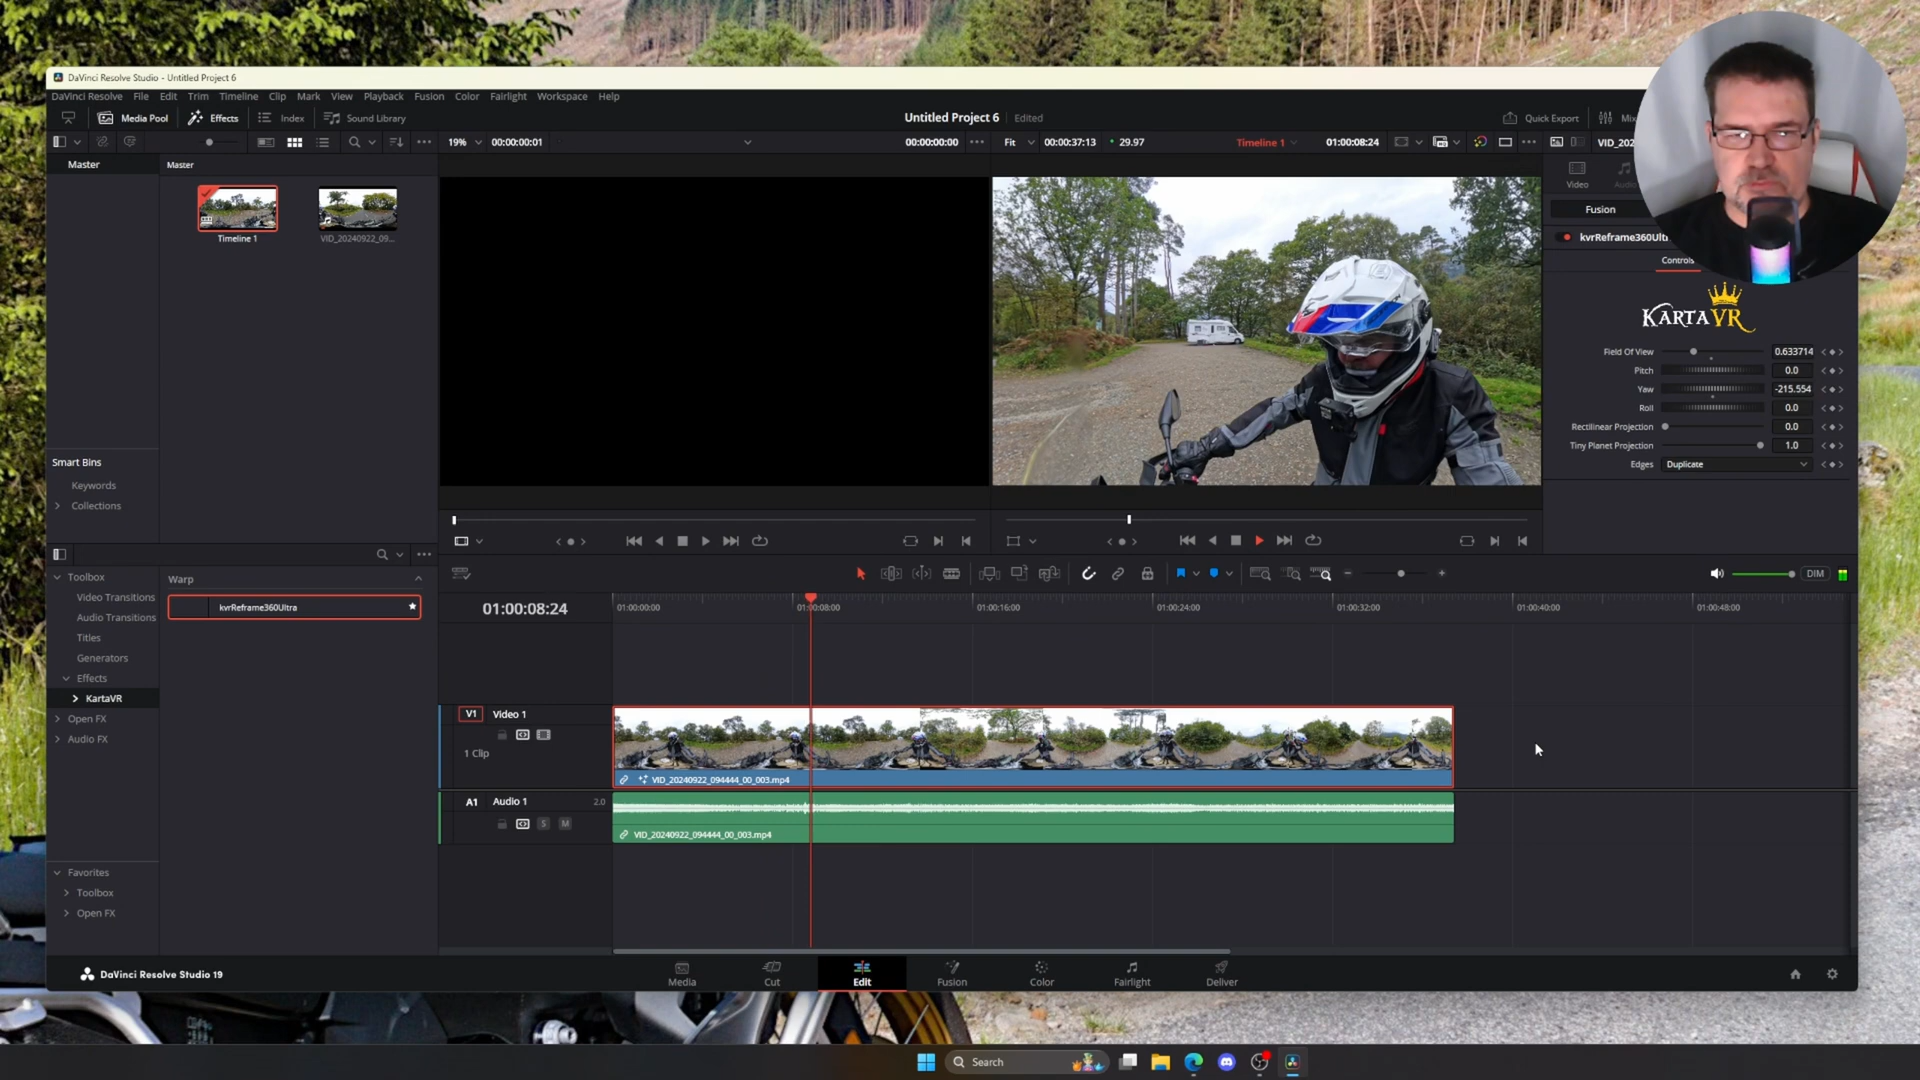 DaVinci Resolve Studio - Untitled Project 6
DaVinci Resolve File Edit Trim Timeline Clip Mark View Playback Fusion Color Fairlight Workspace Help
Media Pool Effects Index Sound Library Untitled Project 6 Edited Quick Export
19% 00:00:00:01 00:00:00:00 Fit 00:00:37:13 29.97 Timeline 1 01:00:08:24
Master Master
Timeline 1 VID_20240922_09...
Video
Fusion
Controls
KARTAVR
Field Of View 0.633714
Pitch 0.0
Yaw -215.554
Roll 0.0
Rectilinear Projection 0.0
Tiny Planet Projection 1.0
Edges Duplicate
Smart Bins
Keywords
Collections
Toolbox Warp
Video Transitions kvrReframe360Ultra
Audio Transitions
Titles
Generators
Effects
KartaVR
Open FX
Audio FX
Favorites
Toolbox
Open FX
DIM
01:00:08:24 01:00:00:00 01:00:08:00 01:00:16:00 01:00:24:00 01:00:32:00 01:00:40:00 01:00:48:00
V1 Video 1
1 Clip
VID_20240922_094444_00_003.mp4
A1 Audio 1 2.0
S M
VID_20240922_094444_00_003.mp4
DaVinci Resolve Studio 19
Media Cut Edit Fusion Color Fairlight Deliver
Search